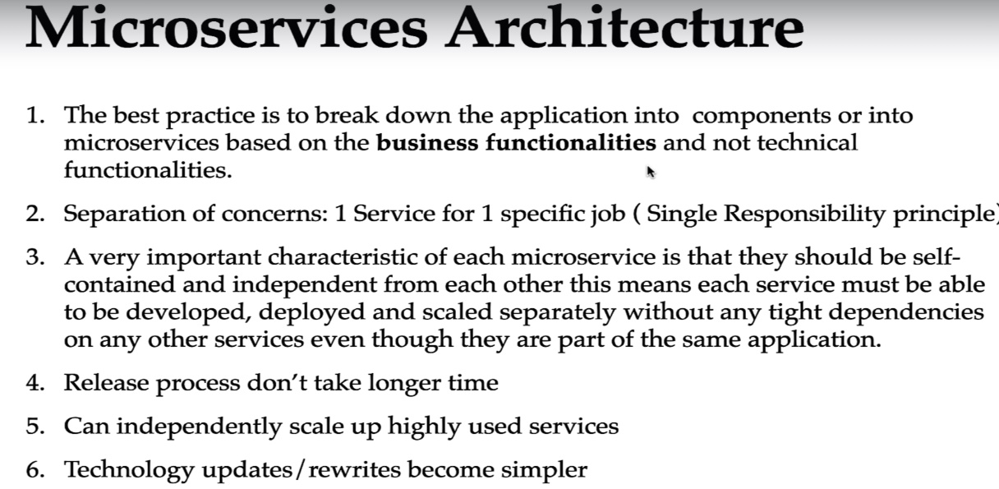 Microservices Architecture
1. The best practice is to break down the application into components or into
microservices based on the business functionalities and not technical
functionalities.
2. Separation of concerns: 1 Service for 1 specific job ( Single Responsibility principle)
3. A very important characteristic of each microservice is that they should be self-
contained and independent from each other this means each service must be able
to be developed, deployed and scaled separately without any tight dependencies
on any other services even though they are part of the same application.
4. Release process don’t take longer time
5. Can independently scale up highly used services
6. Technology updates/rewrites become simpler